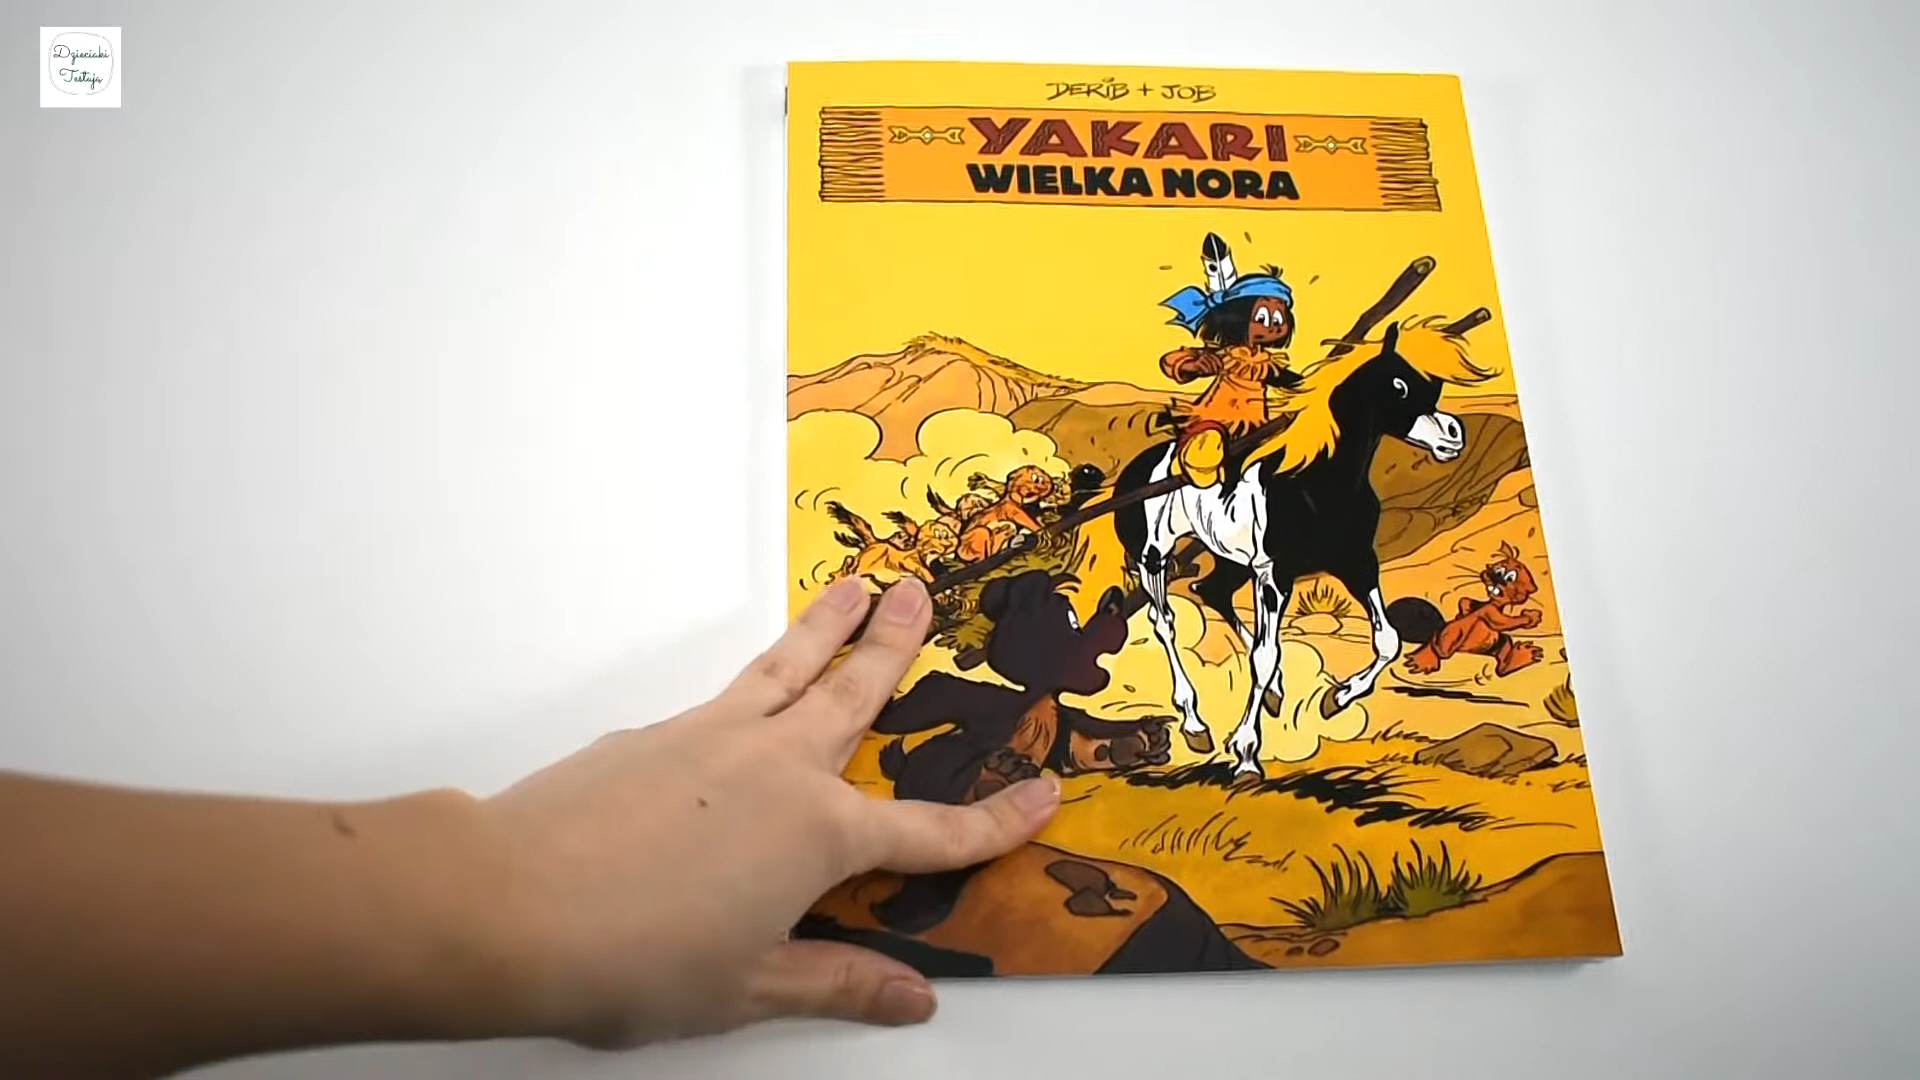 Dzieciaki
Testują
DERIB + JOB
YAKARI
WIELKA NORA